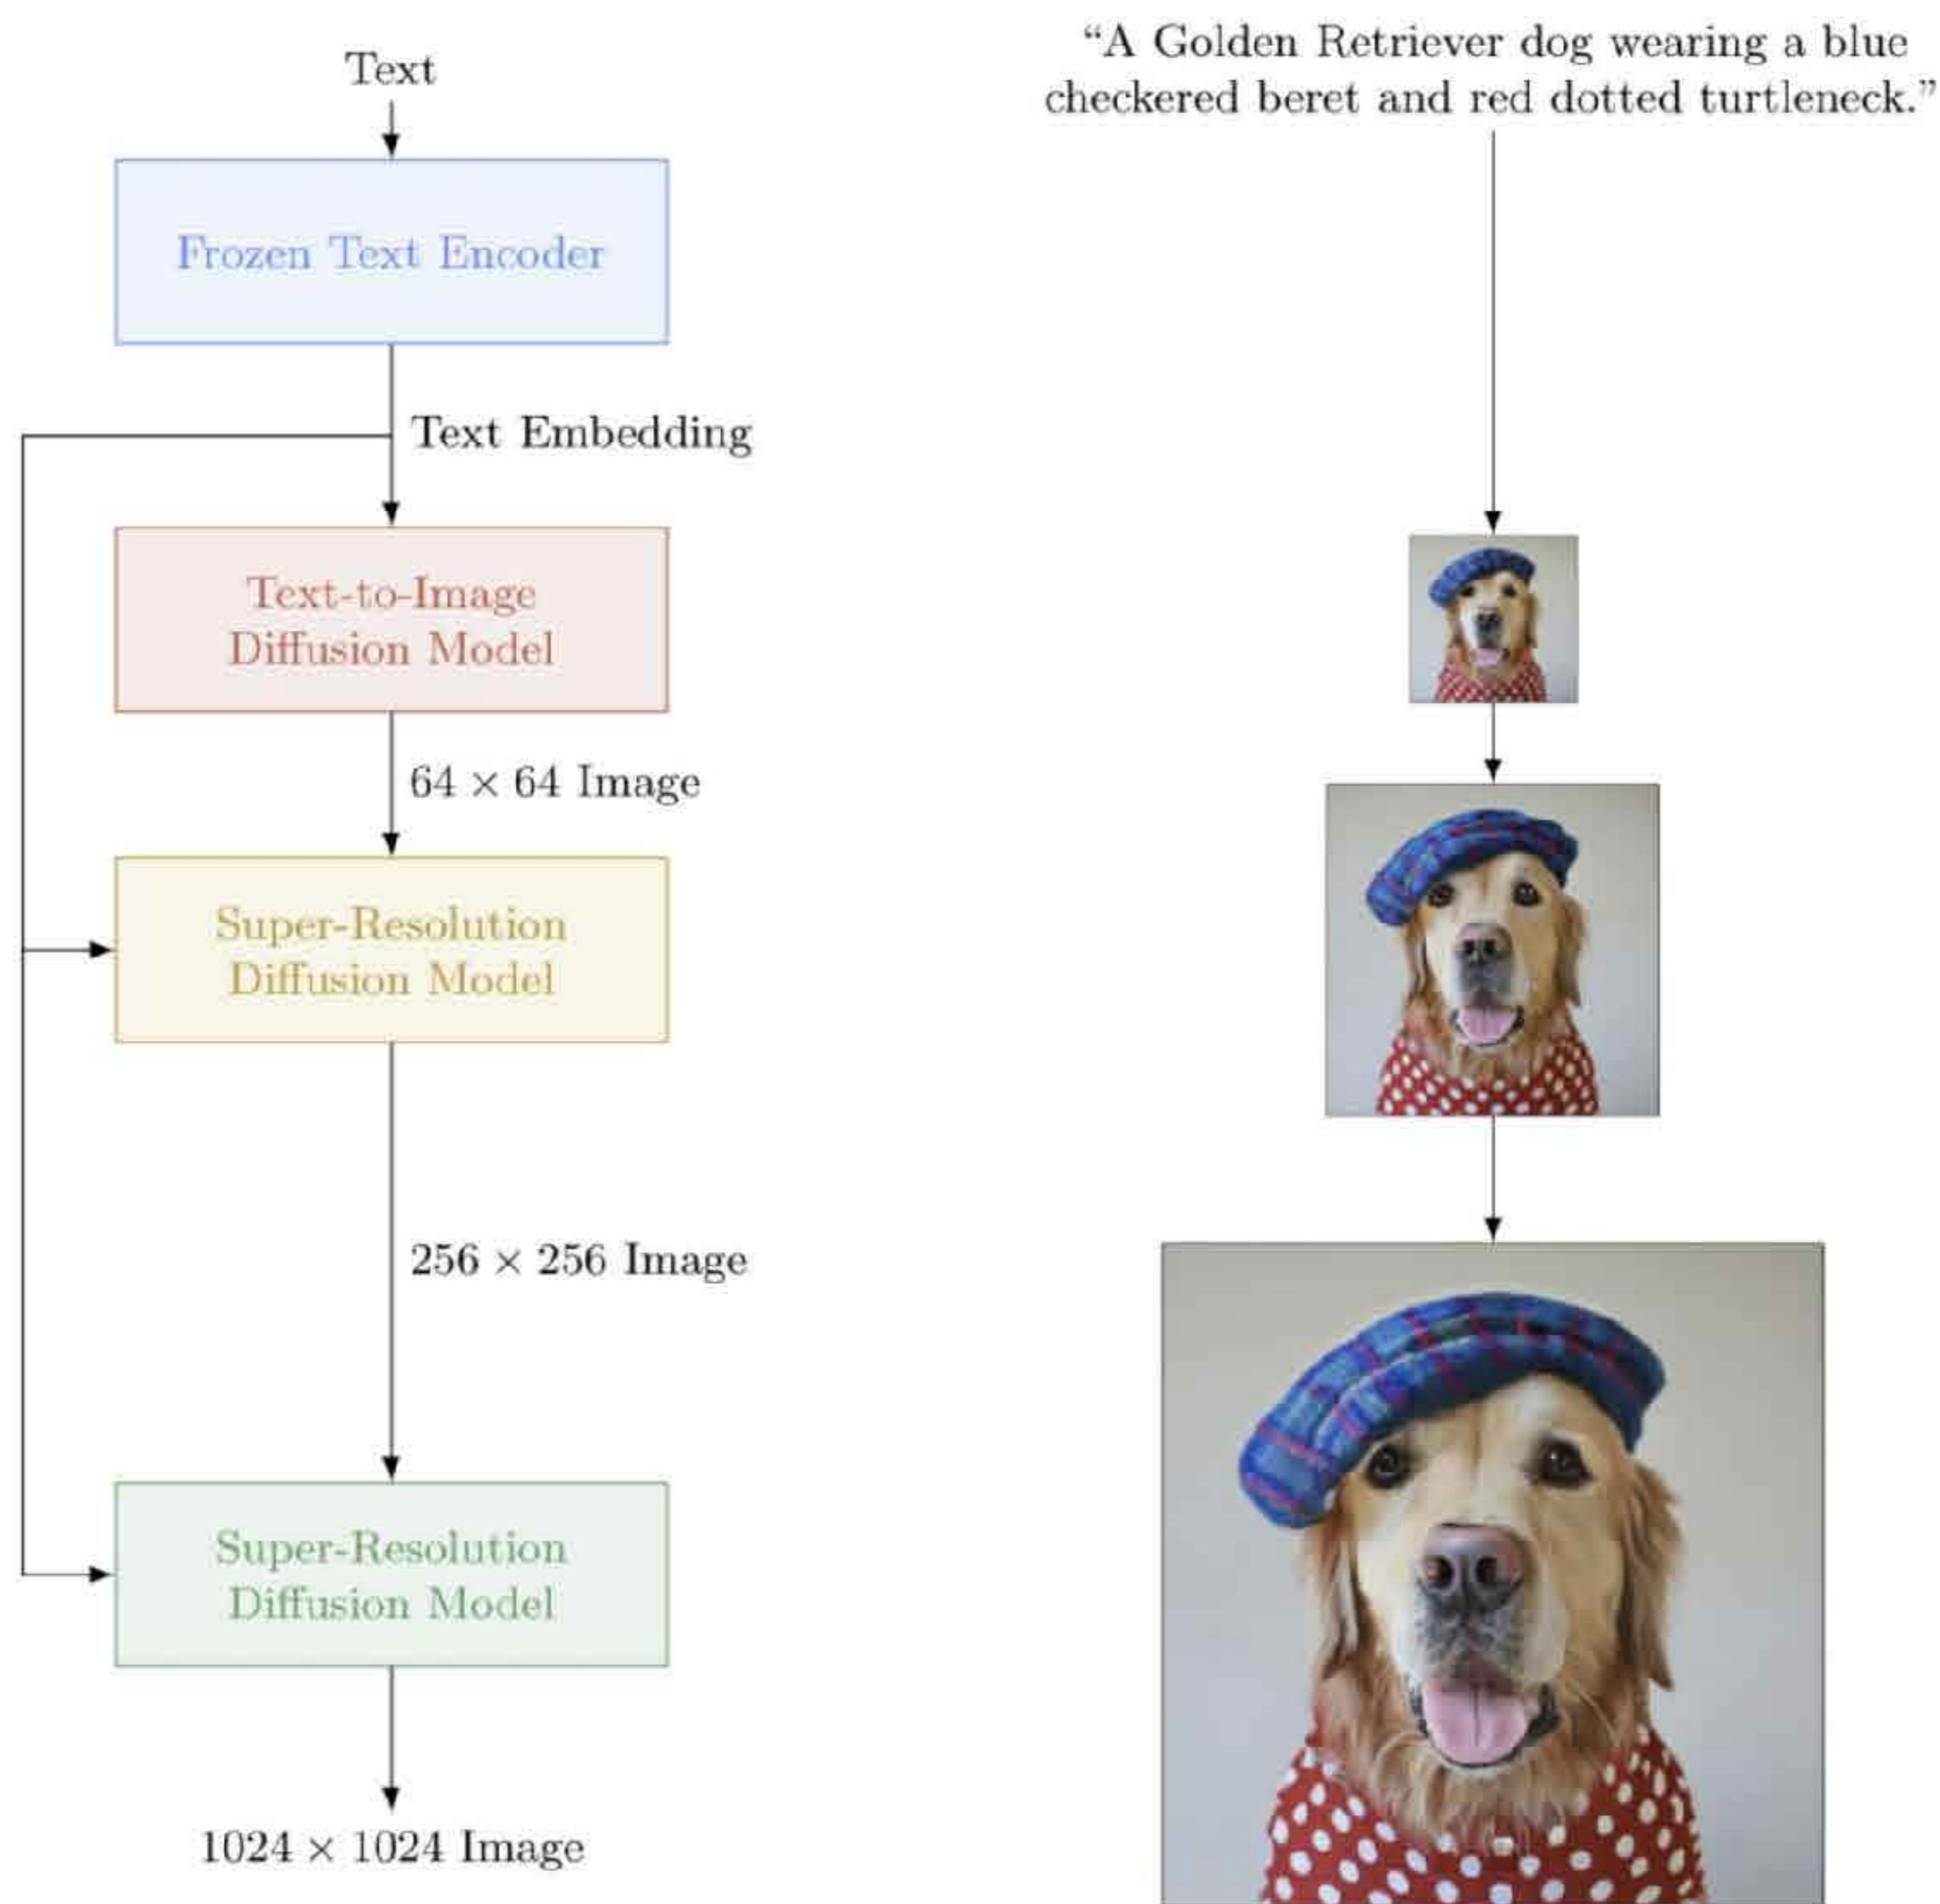 Text
Frozen Text Encoder
Text Embedding
Text-to-Image
Diffusion Model
64 × 64 Image
Super-Resolution
Diffusion Model
256 × 256 Image
Super-Resolution
Diffusion Model
1024 × 1024 Image
“A Golden Retriever dog wearing a blue
checkered beret and red dotted turtleneck.”